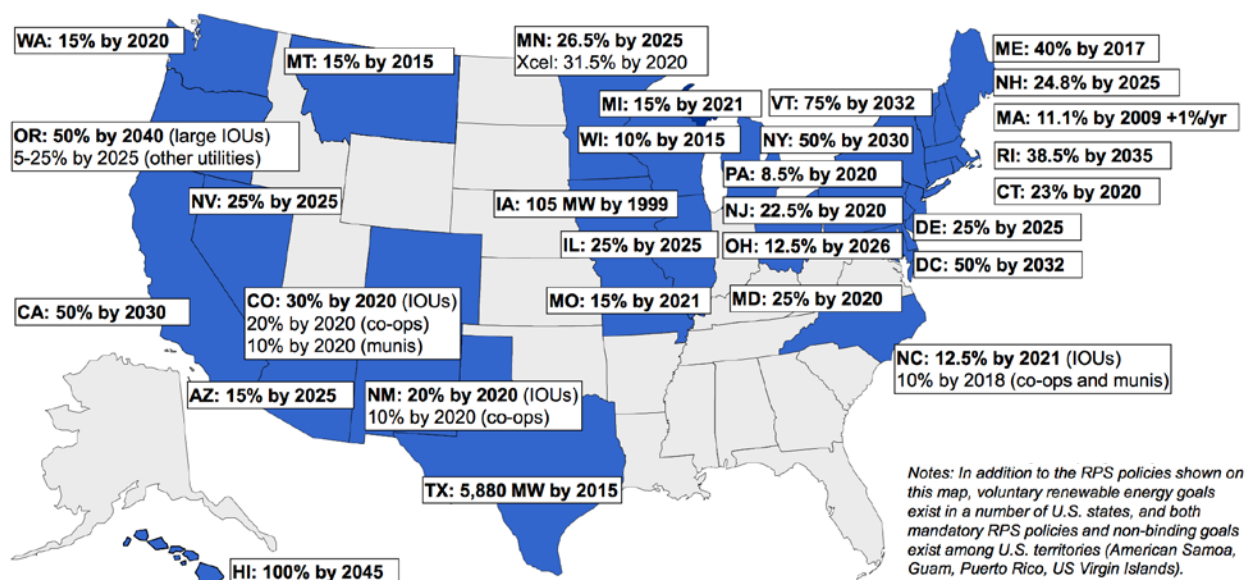 WA: 15% by 2020
MT: 15% by 2015
MN: 26.5% by 2025
Xcel: 31.5% by 2020
ME: 40% by 2017
NH: 24.8% by 2025
MI: 15% by 2021
VT: 75% by 2032
MA: 11.1% by 2009 +1%/yr
OR: 50% by 2040 (large IOUs)
5-25% by 2025 (other utilities)
WI: 10% by 2015
NY: 50% by 2030
RI: 38.5% by 2035
PA: 8.5% by 2020
CT: 23% by 2020
NV: 25% by 2025
IA: 105 MW by 1999
NJ: 22.5% by 2020
DE: 25% by 2025
IL: 25% by 2025
OH: 12.5% by 2026
DC: 50% by 2032
CA: 50% by 2030
CO: 30% by 2020 (IOUs)
20% by 2020 (co-ops)
10% by 2020 (munis)
MO: 15% by 2021
MD: 25% by 2020
NC: 12.5% by 2021 (IOUs)
10% by 2018 (co-ops and munis)
AZ: 15% by 2025
NM: 20% by 2020 (IOUs)
10% by 2020 (co-ops)
TX: 5,880 MW by 2015
Notes: In addition to the RPS policies shown on
this map, voluntary renewable energy goals
exist in a number of U.S. states, and both
mandatory RPS policies and non-binding goals
exist among U.S. territories (American Samoa,
Guam, Puerto Rico, US Virgin Islands).
HI: 100% by 2045